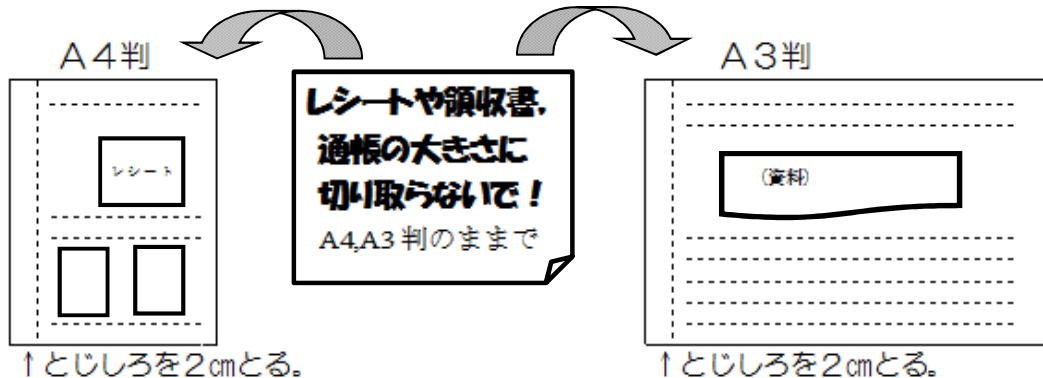 A4判
A3判
レシートや領収書,
通帳の大きさに
切り取らないで!
A4,A3 判のままで
レシート
(資料)
↑とじしろを2㎝とる。
↑とじしろを2㎝とる。